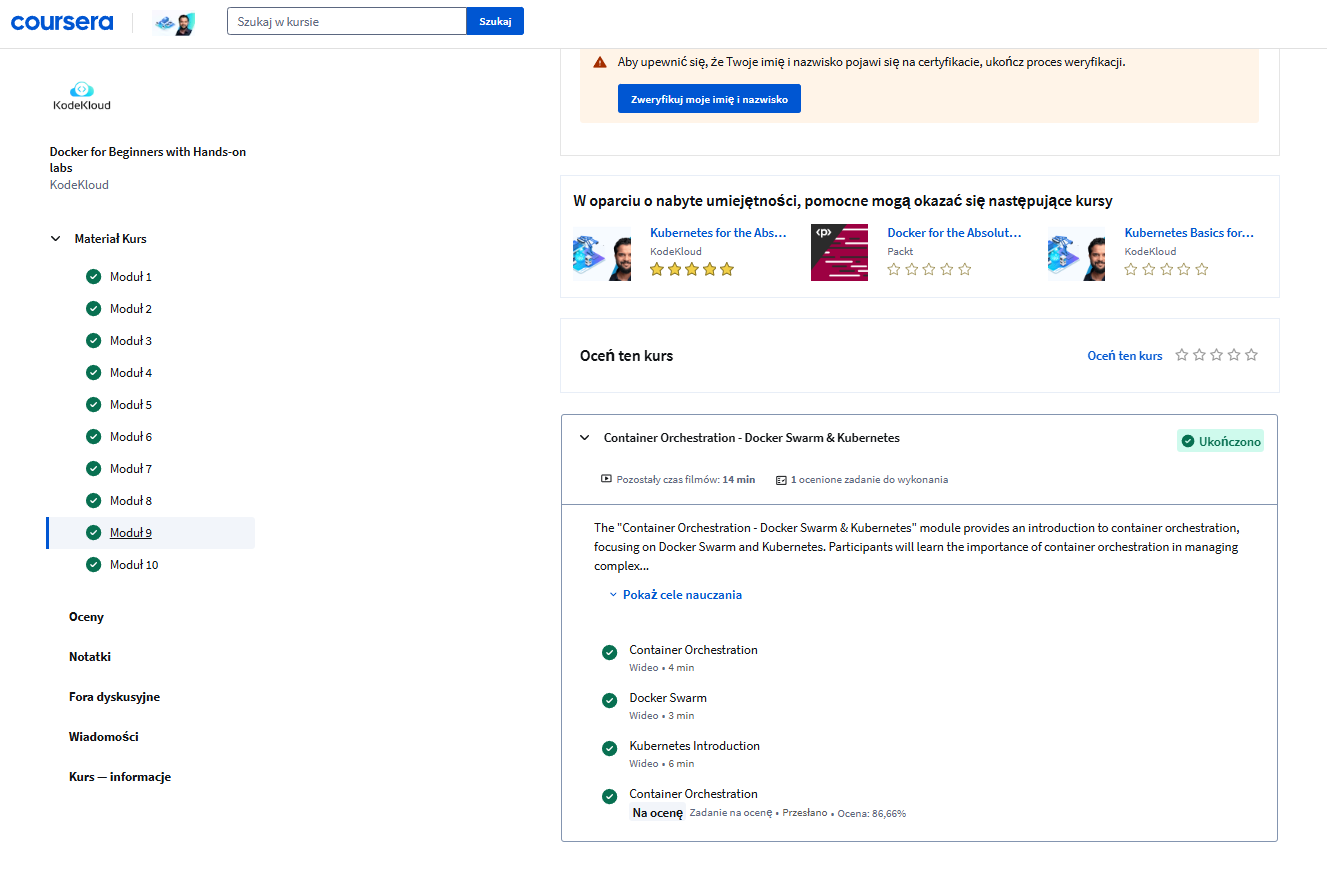 coursera
Szukaj w kursie
Szukaj
KodeKloud
Docker for Beginners with Hands-on
labs
KodeKloud
Materiał Kurs
Moduł 1
Moduł 2
Moduł 3
Moduł 4
Moduł 5
Moduł 6
Moduł 7
Moduł 8
Moduł 9
Moduł 10
Oceny
Notatki
Fora dyskusyjne
Wiadomości
Kurs — informacje
Aby upewnić się, że Twoje imię i nazwisko pojawi się na certyfikacie, ukończ proces weryfikacji.
Zweryfikuj moje imię i nazwisko
W oparciu o nabyte umiejętności, pomocne mogą okazać się następujące kursy
Kubernetes for the Abs...
KodeKloud
<p>
Docker for the Absolut...
Packt
Kubernetes Basics for...
KodeKloud
Oceń ten kurs
Oceń ten kurs
Container Orchestration - Docker Swarm & Kubernetes
Ukończono
Pozostały czas filmów: 14 min
1 ocenione zadanie do wykonania
The "Container Orchestration - Docker Swarm & Kubernetes" module provides an introduction to container orchestration,
focusing on Docker Swarm and Kubernetes. Participants will learn the importance of container orchestration in managing
complex...
Pokaż cele nauczania
Container Orchestration
Wideo • 4 min
Docker Swarm
Wideo • 3 min
Kubernetes Introduction
Wideo • 6 min
Container Orchestration
Na ocenę Zadanie na ocenę • Przesłano • Ocena: 86,66%